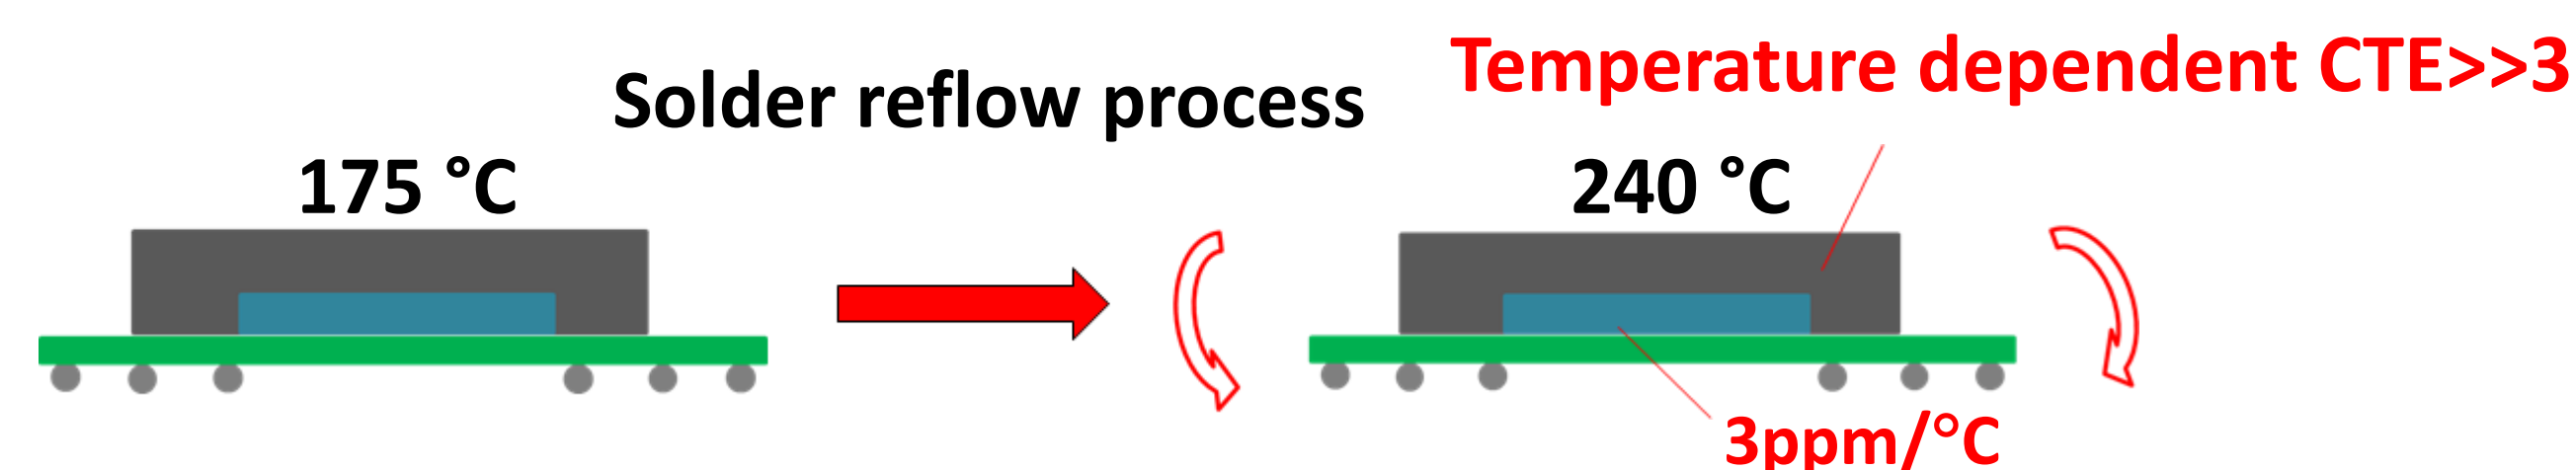 Temperature dependent CTE>>3
Solder reflow process
175 °C
240 °C
3ppm/°C